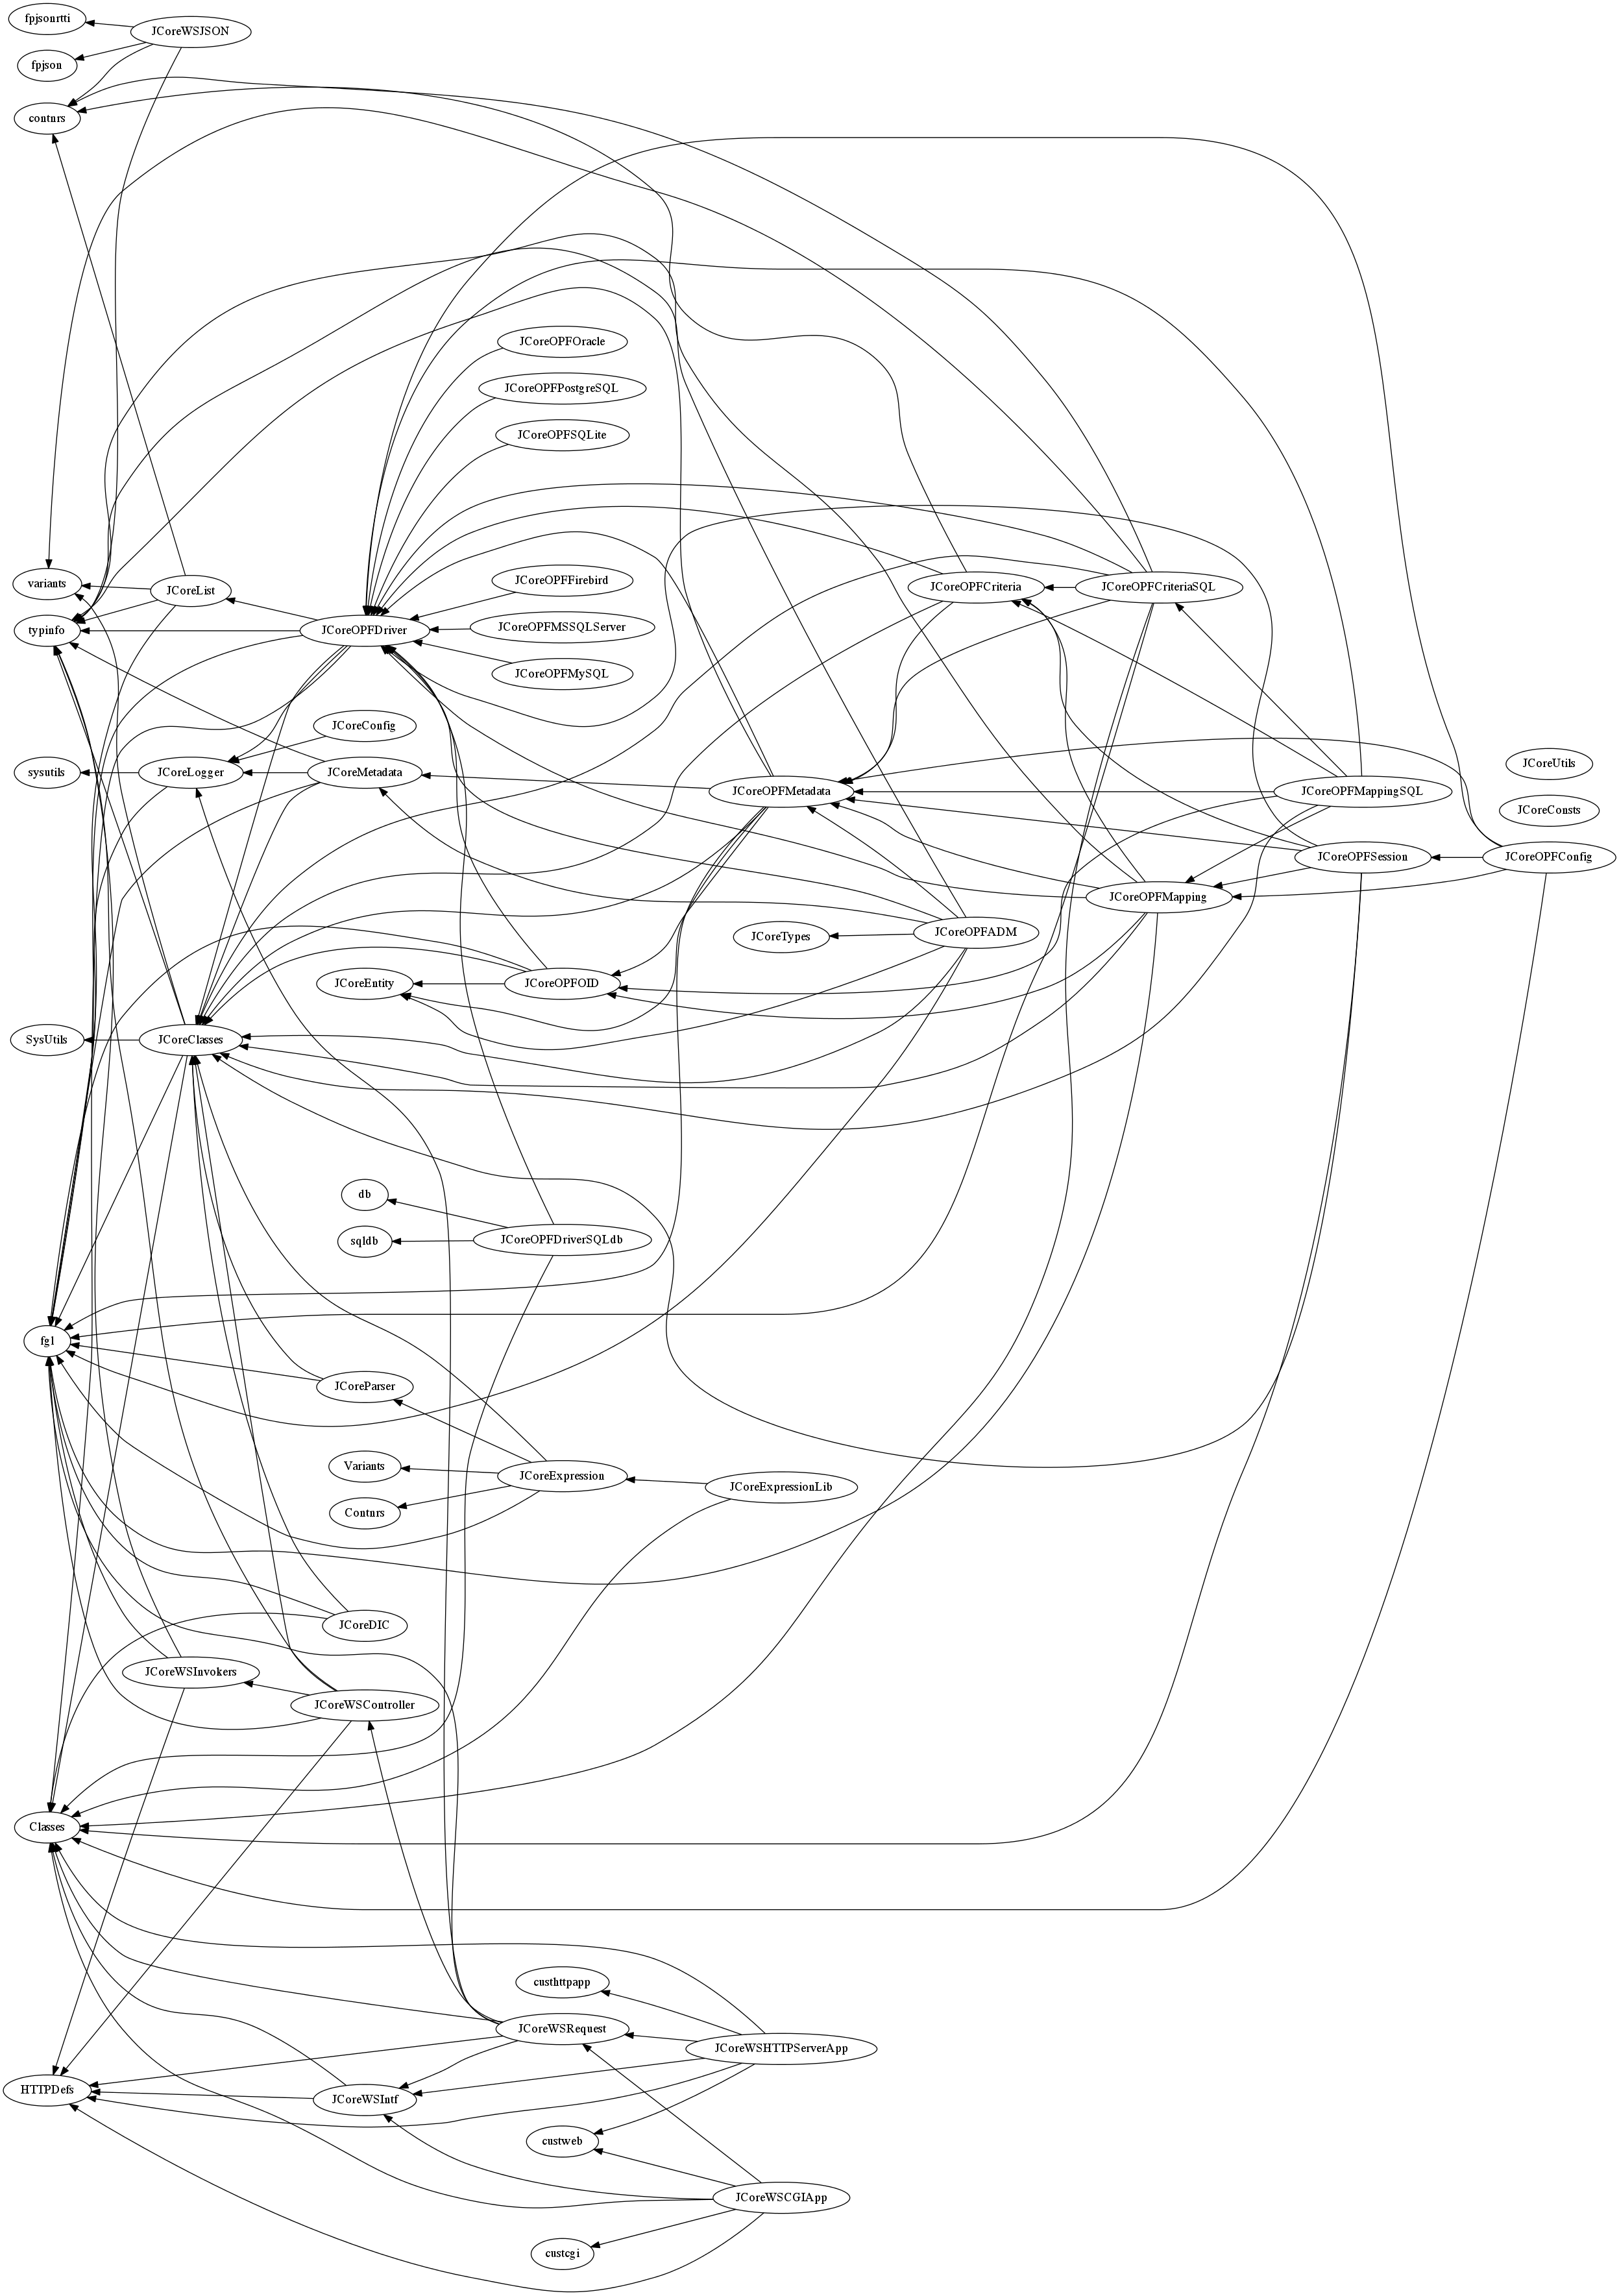 fpjsonrtti
JCoreWSJSON
fpjson
contnrs
JCoreOPFOracle
JCoreOPFPostgreSQL
JCoreOPFSQLite
variants
JCoreList
JCoreOPFFirebird
JCoreOPFCriteria
JCoreOPFCriteriaSQL
typinfo
JCoreOPFDriver
JCoreOPFMSSQLServer
JCoreOPFMySQL
JCoreConfig
sysutils
JCoreLogger
JCoreMetadata
JCoreOPFMetadata
JCoreOPFMappingSQL
JCoreUtils
JCoreConsts
JCoreOPFSession
JCoreOPFConfig
JCoreOPFMapping
JCoreTypes
JCoreOPFADM
JCoreEntity
JCoreOPFOID
SysUtils
JCoreClasses
db
sqldb
JCoreOPFDriverSQLdb
fgl
JCoreParser
Variants
JCoreExpression
JCoreExpressionLib
Contnrs
JCoreDIC
JCoreWSInvokers
JCoreWSController
Classes
custhttpapp
JCoreWSRequest
JCoreWSHTTPServerApp
HTTPDefs
JCoreWSIntf
custweb
JCoreWSCGIApp
custcgi